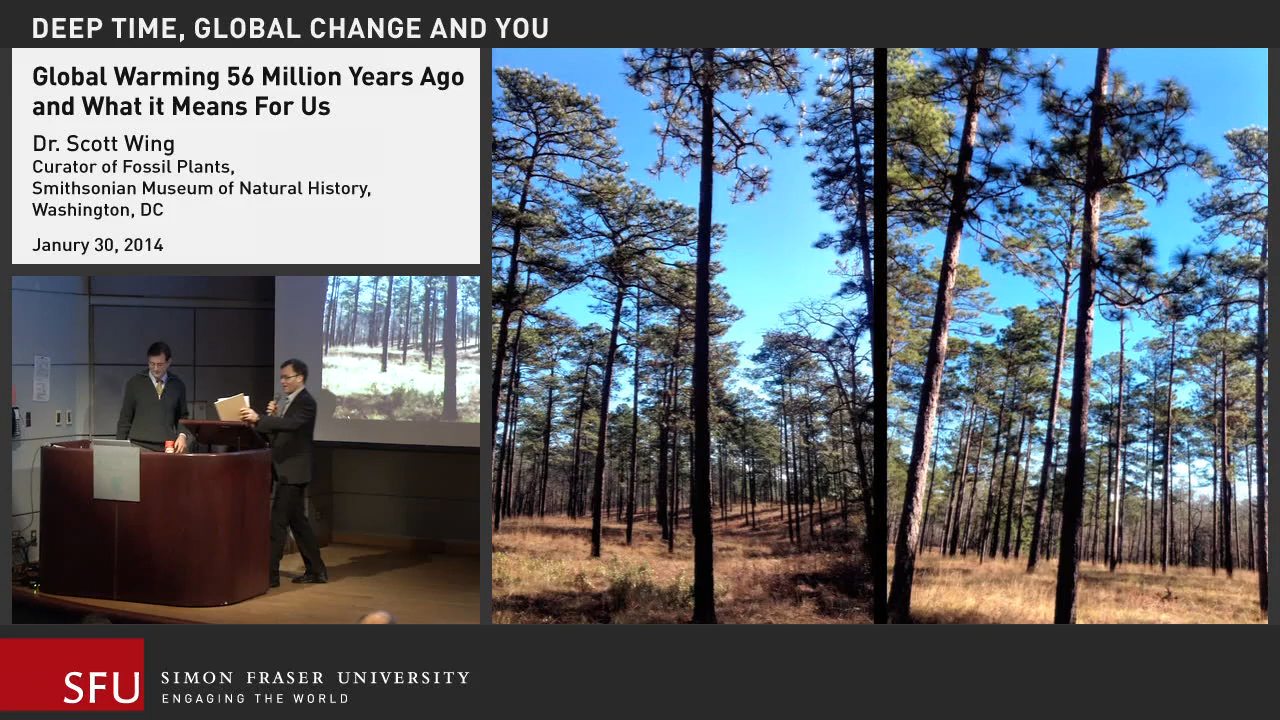 DEEP TIME, GLOBAL CHANGE AND YOU
Global Warming 56 Million Years Ago
and What it Means For Us
Dr. Scott Wing
Curator of Fossil Plants,
Smithsonian Museum of Natural History,
Washington, DC
Janury 30, 2014
SFU
SIMON FRASER UNIVERSITY
ENGAGING THE WORLD